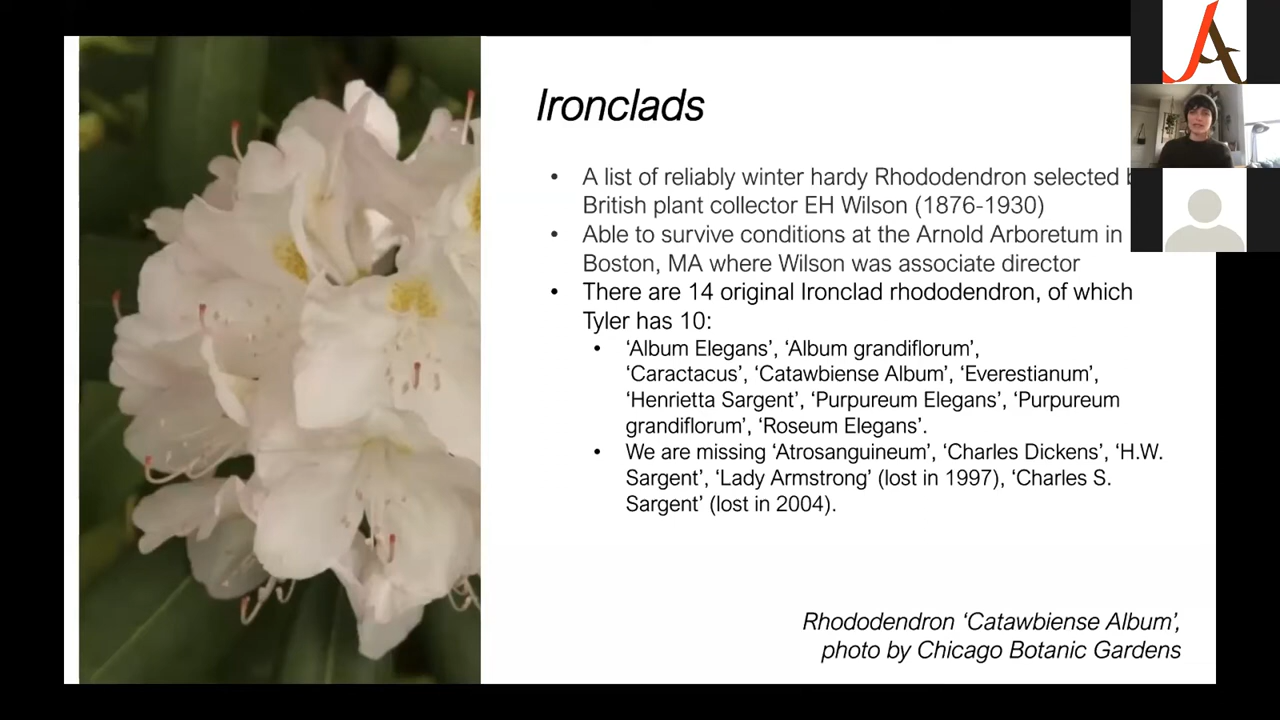 Ironclads
• A list of reliably winter hardy Rhododendron selected
British plant collector EH Wilson (1876-1930)
• Able to survive conditions at the Arnold Arboretum in
Boston, MA where Wilson was associate director
• There are 14 original Ironclad rhododendron, of which
Tyler has 10:
• ‘Album Elegans’, ‘Album grandiflorum’,
‘Caractacus’, ‘Catawbiense Album’, ‘Everestianum’,
‘Henrietta Sargent’, ‘Purpureum Elegans’, ‘Purpureum
grandiflorum’, ‘Roseum Elegans’.
• We are missing ‘Atrosanguineum’, ‘Charles Dickens’, ‘H.W.
Sargent’, ‘Lady Armstrong’ (lost in 1997), ‘Charles S.
Sargent’ (lost in 2004).
Rhododendron ‘Catawbiense Album’,
photo by Chicago Botanic Gardens